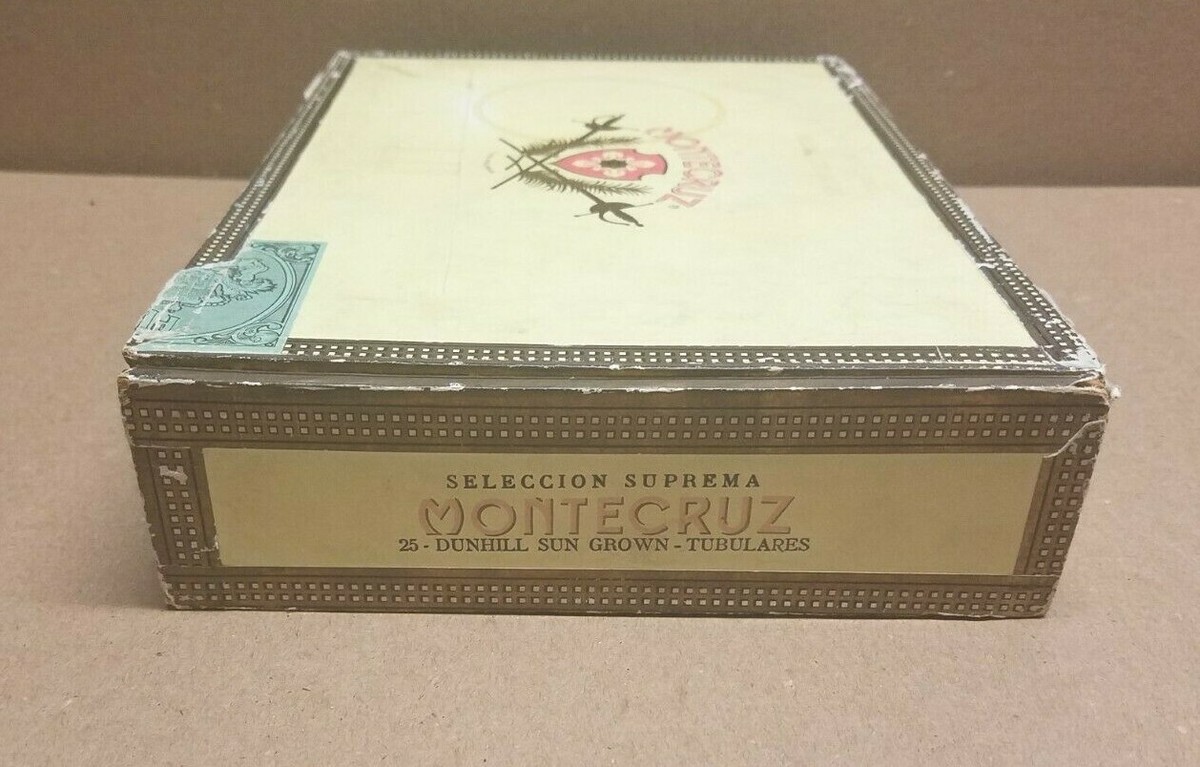 MONTECRUZ
SELECCION SUPREMA
MONTECRUZ
25 - DUNHILL SUN GROWN - TUBULARES